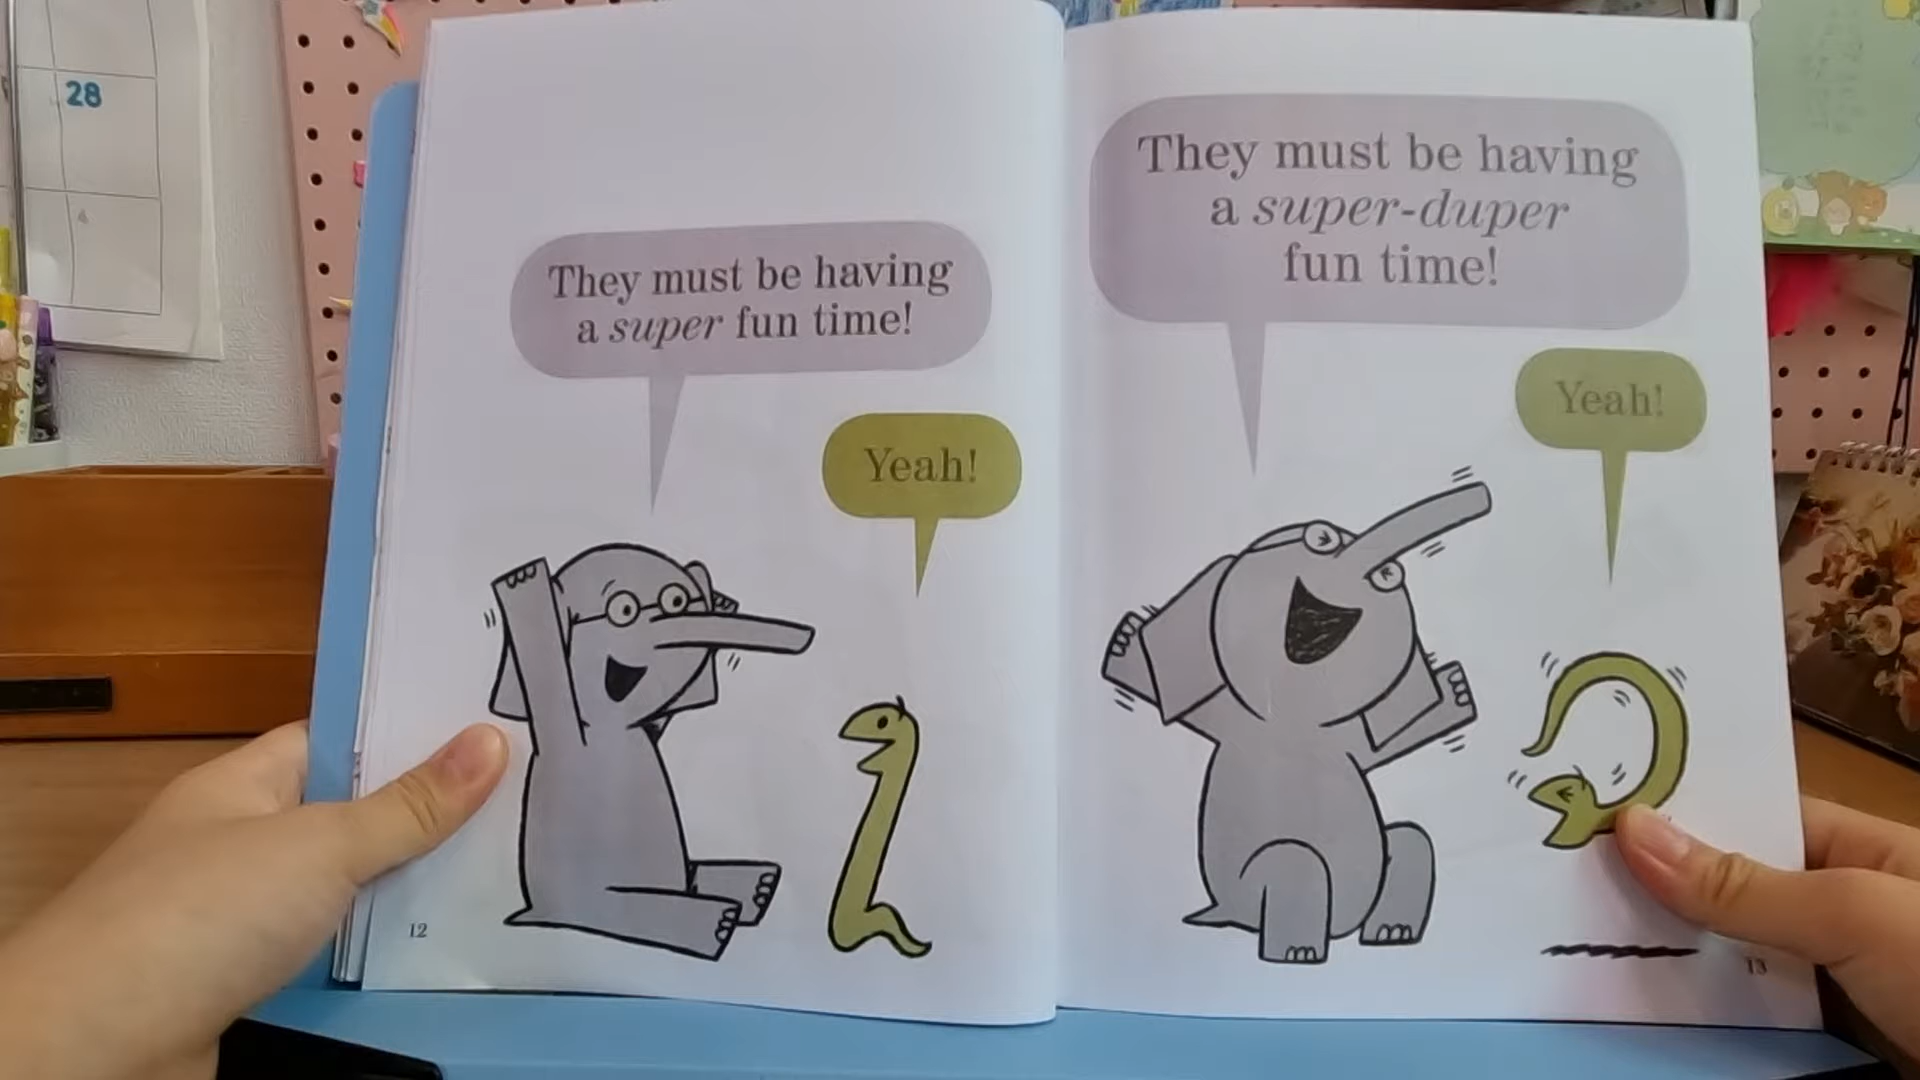 28
They must be having
a super fun time!
Yeah!
12
They must be having
a super-duper
fun time!
Yeah!
13